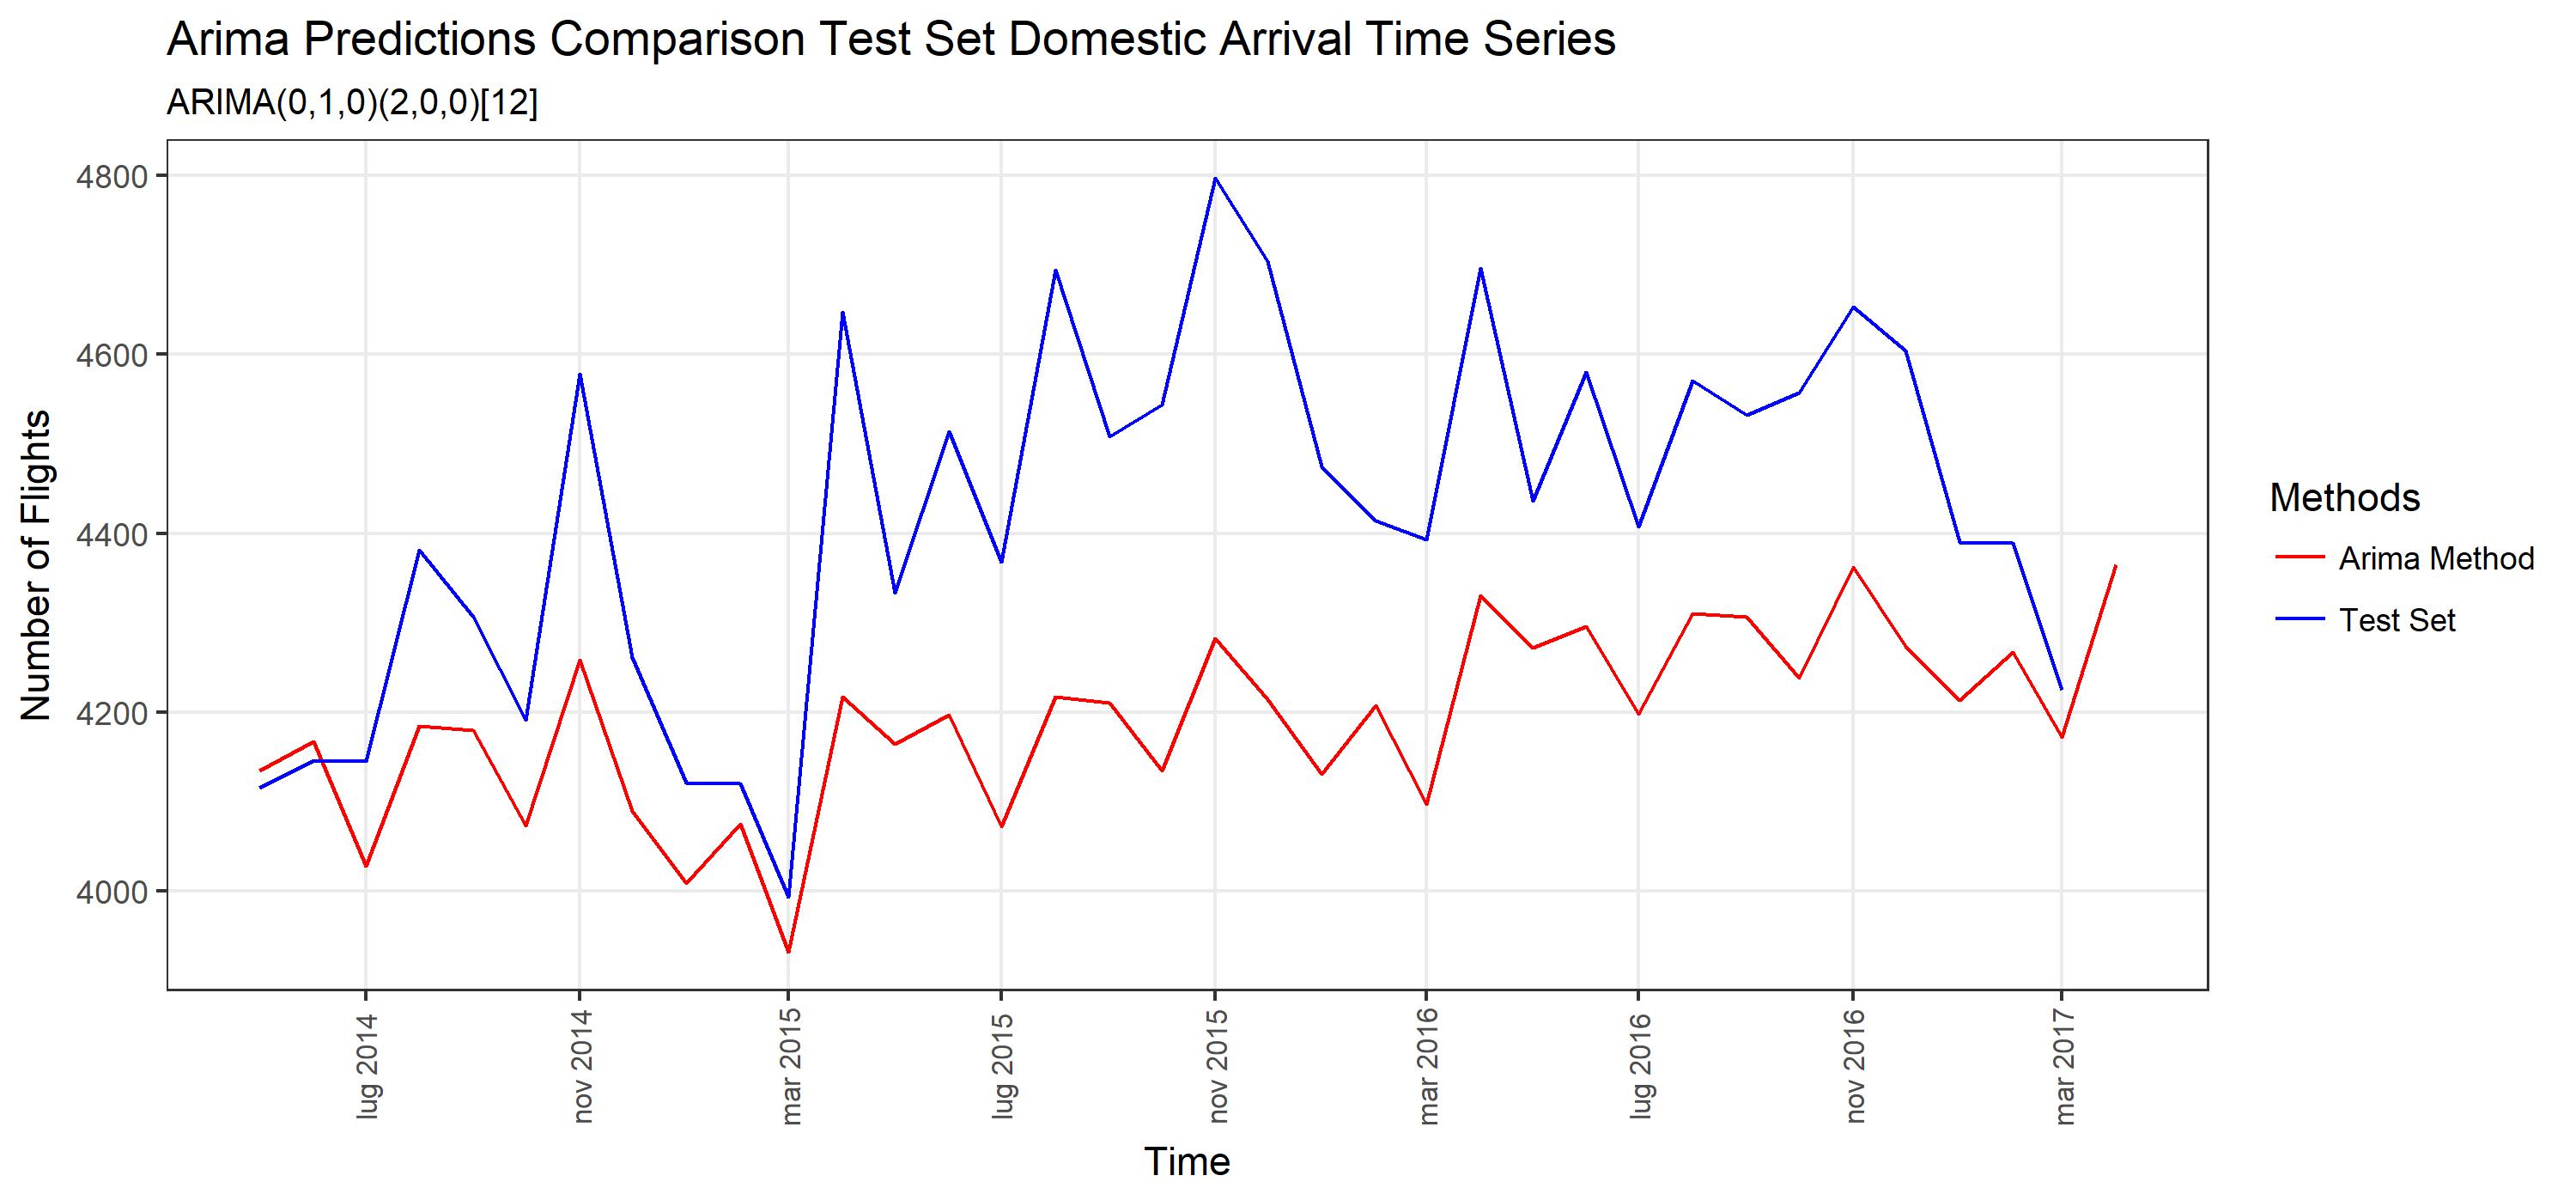 Arima Predictions Comparison Test Set Domestic Arrival Time Series
ARIMA(0,1,0)(2,0,0)[12]
Number of Flights
4800
4600
4400
4200
4000
lug 2014
nov 2014
mar 2015
lug 2015
nov 2015
mar 2016
lug 2016
nov 2016
mar 2017
Time
Methods
Arima Method
Test Set